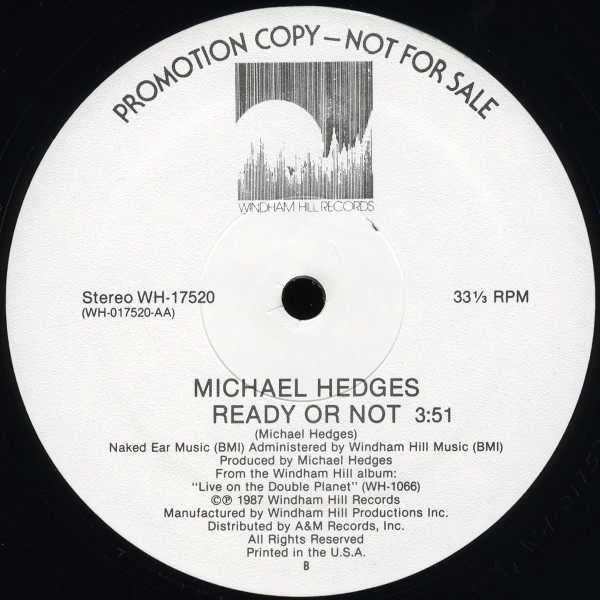 PROMOTION COPY—NOT FOR SALE
WINDHAM HILL RECORDS
Stereo WH-17520
(WH-017520-AA)
33⅓ RPM
MICHAEL HEDGES
READY OR NOT 3:51
(Michael Hedges)
Naked Ear Music (BMI) Administered by Windham Hill Music (BMI)
Produced by Michael Hedges
From the Windham Hill album:
"Live on the Double Planet" (WH-1066)
©℗ 1987 Windham Hill Records
Manufactured by Windham Hill Productions Inc.
Distributed by A&M Records, Inc.
All Rights Reserved
Printed in the U.S.A.
B